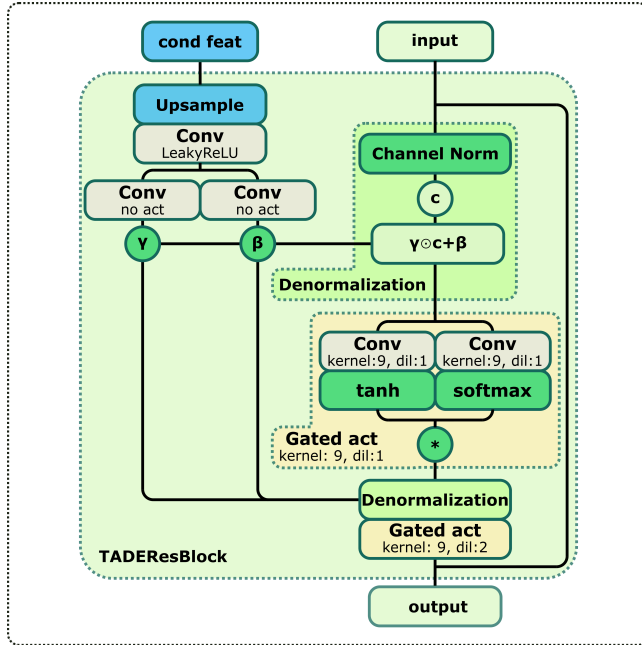 cond feat
input
Upsample
Conv
LeakyReLU
Channel Norm
Conv
no act
Conv
no act
c
γ
β
γ⊙c+β
Denormalization
Conv
kernel:9, dil:1
Conv
kernel:9, dil:1
tanh
softmax
Gated act
kernel: 9, dil:1
*
Denormalization
Gated act
kernel: 9, dil:2
TADEResBlock
output